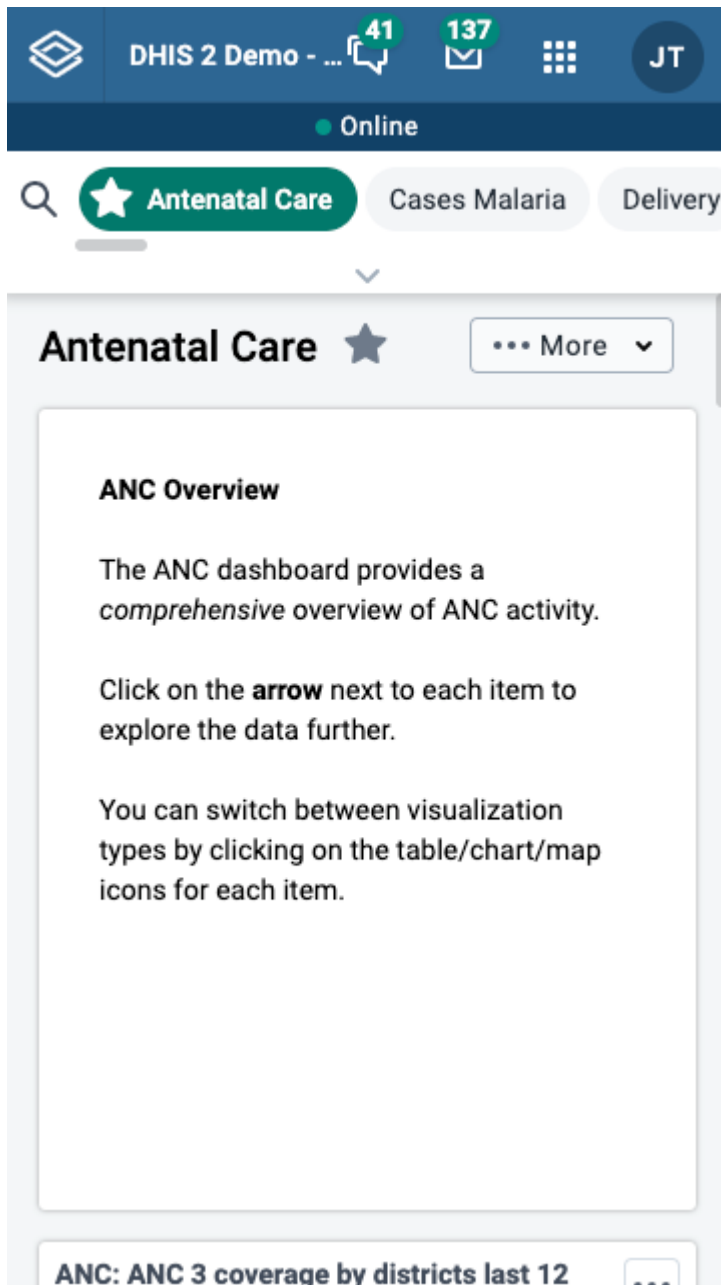 DHIS 2 Demo - ...
41
137
JT
Online
Antenatal Care
Cases Malaria
Delivery
Antenatal Care
More
ANC Overview
The ANC dashboard provides a
comprehensive overview of ANC activity.
Click on the arrow next to each item to
explore the data further.
You can switch between visualization
types by clicking on the table/chart/map
icons for each item.
ANC: ANC 3 coverage by districts last 12